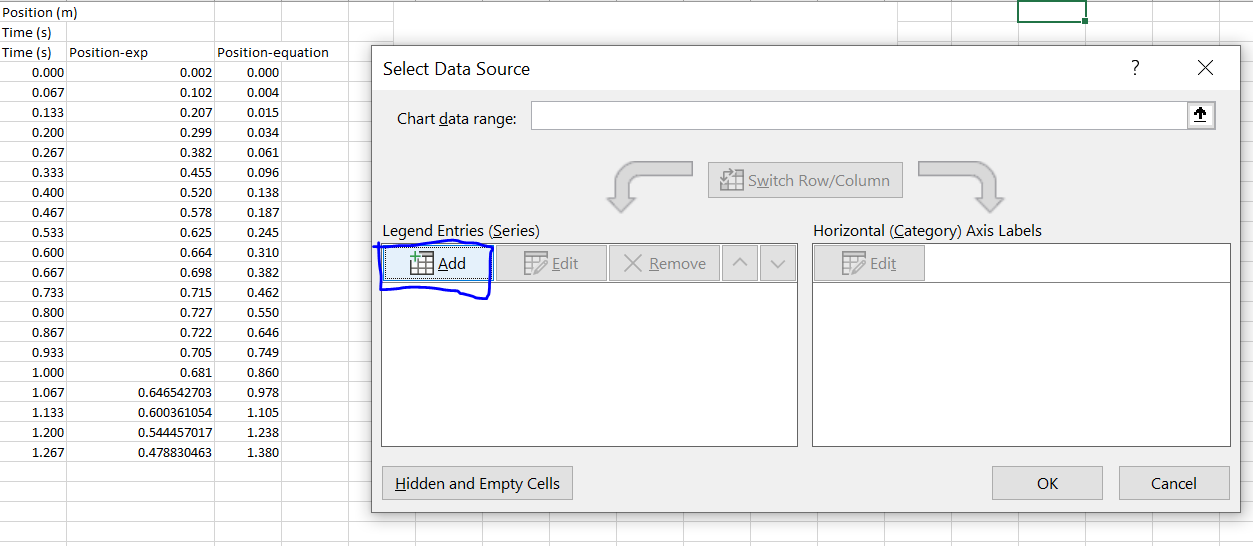 Position (m)
Time (s)
Time (s) Position-exp Position-equation
0.000 0.002 0.000
0.067 0.102 0.004
0.133 0.207 0.015
0.200 0.299 0.034
0.267 0.382 0.061
0.333 0.455 0.096
0.400 0.520 0.138
0.467 0.578 0.187
0.533 0.625 0.245
0.600 0.664 0.310
0.667 0.698 0.382
0.733 0.715 0.462
0.800 0.727 0.550
0.867 0.722 0.646
0.933 0.705 0.749
1.000 0.681 0.860
1.067 0.646542703 0.978
1.133 0.600361054 1.105
1.200 0.544457017 1.238
1.267 0.478830463 1.380
Select Data Source ?
Chart data range:
Switch Row/Column
Legend Entries (Series)
Add Edit Remove
Horizontal (Category) Axis Labels
Edit
Hidden and Empty Cells
OK Cancel